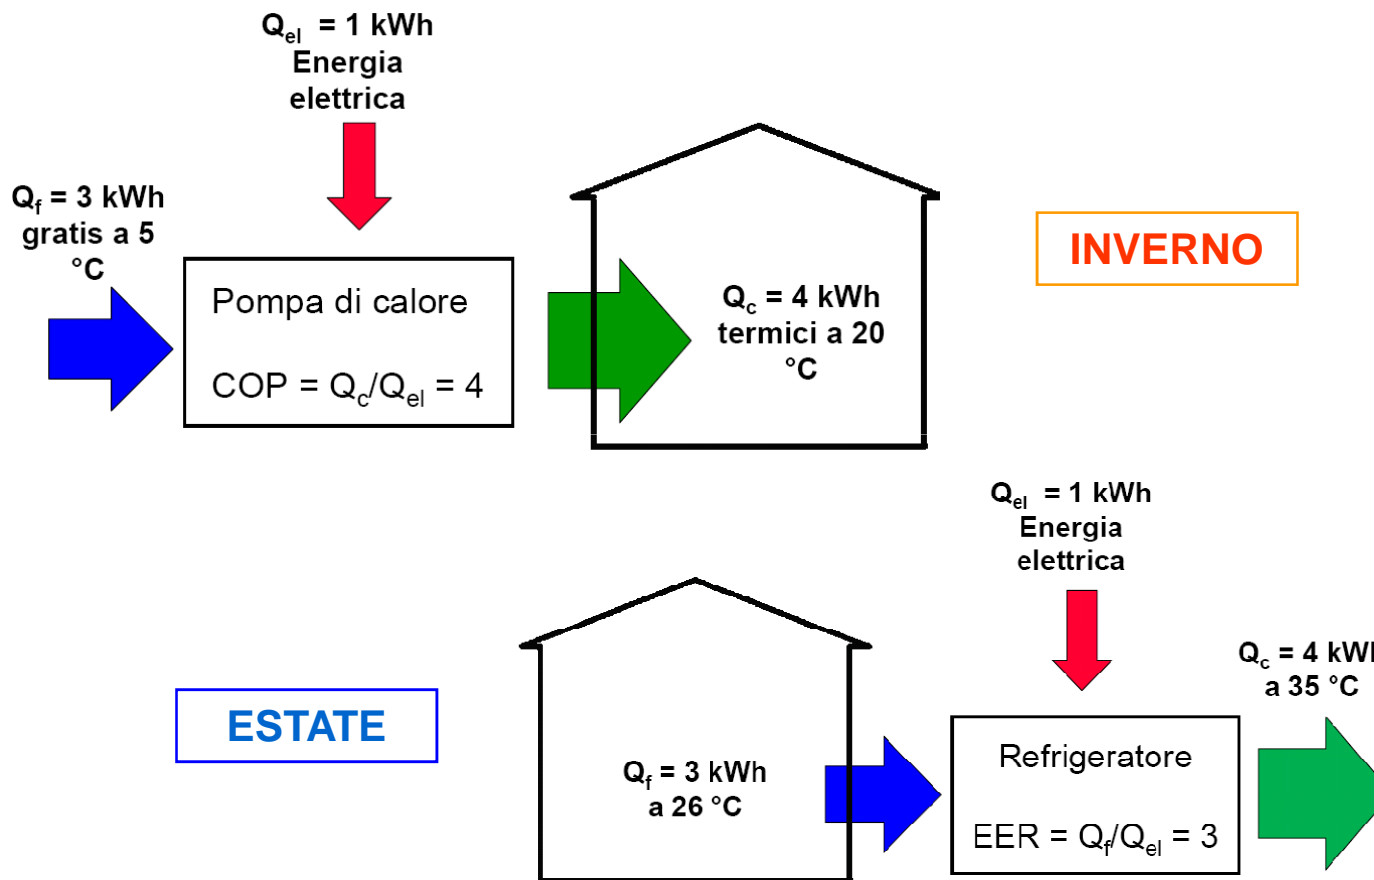 Qel = 1 kWh
Energia
elettrica
Qf = 3 kWh
gratis a 5
°C
Pompa di calore
COP = Qc/Qel = 4
Qc = 4 kWh
termici a 20
°C
INVERNO
Qel = 1 kWh
Energia
elettrica
ESTATE
Qf = 3 kWh
a 26 °C
Refrigeratore
EER = Qf/Qel = 3
Qc = 4 kWh
a 35 °C